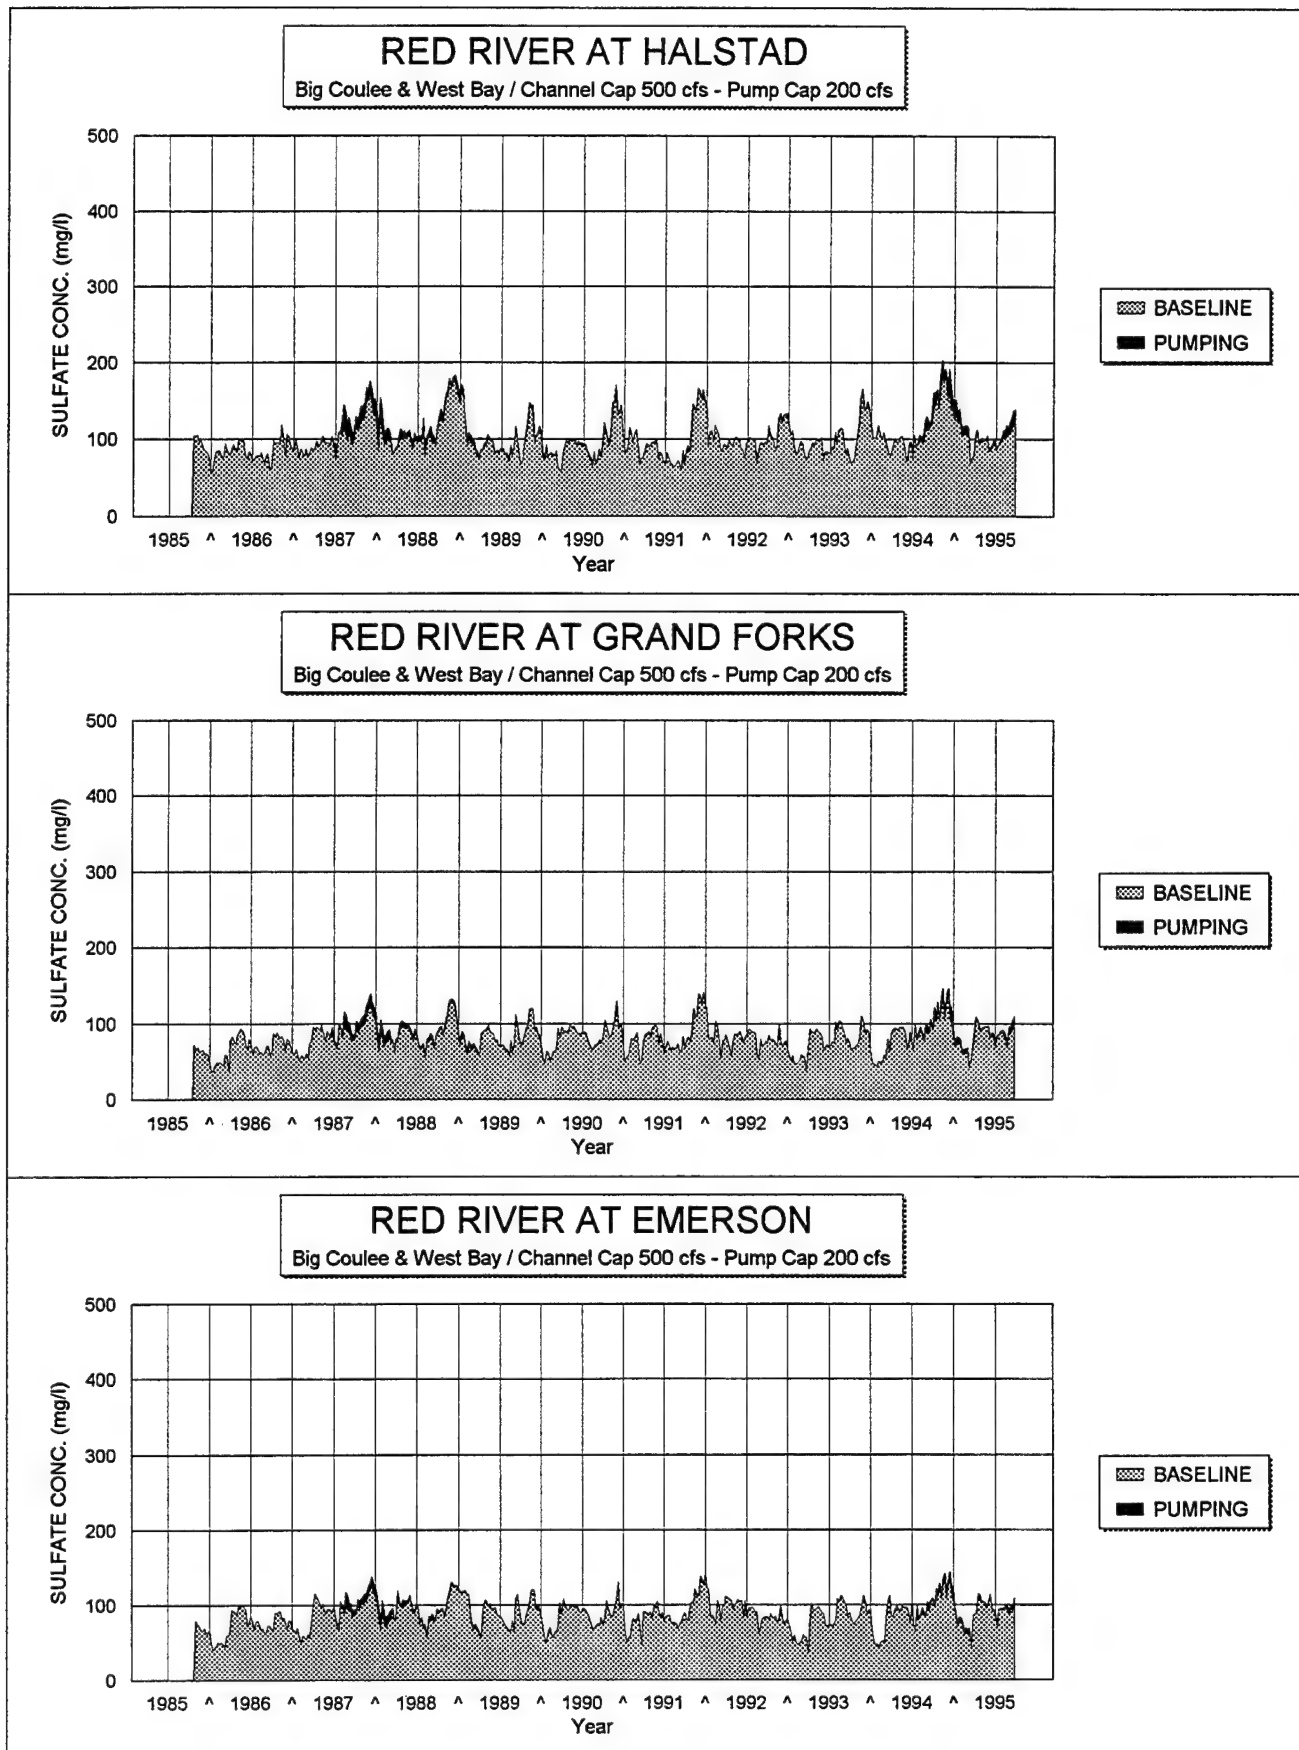 RED RIVER AT HALSTAD
Big Coulee & West Bay / Channel Cap 500 cfs - Pump Cap 200 cfs
500
400
300
200
100
0
SULFATE CONC. (mg/l)
1985 ^ 1986 ^ 1987 ^ 1988 ^ 1989 ^ 1990 ^ 1991 ^ 1992 ^ 1993 ^ 1994 ^ 1995
Year
BASELINE
PUMPING
RED RIVER AT GRAND FORKS
Big Coulee & West Bay / Channel Cap 500 cfs - Pump Cap 200 cfs
500
400
300
200
100
0
SULFATE CONC. (mg/l)
1985 ^ 1986 ^ 1987 ^ 1988 ^ 1989 ^ 1990 ^ 1991 ^ 1992 ^ 1993 ^ 1994 ^ 1995
Year
BASELINE
PUMPING
RED RIVER AT EMERSON
Big Coulee & West Bay / Channel Cap 500 cfs - Pump Cap 200 cfs
500
400
300
200
100
0
SULFATE CONC. (mg/l)
1985 ^ 1986 ^ 1987 ^ 1988 ^ 1989 ^ 1990 ^ 1991 ^ 1992 ^ 1993 ^ 1994 ^ 1995
Year
BASELINE
PUMPING